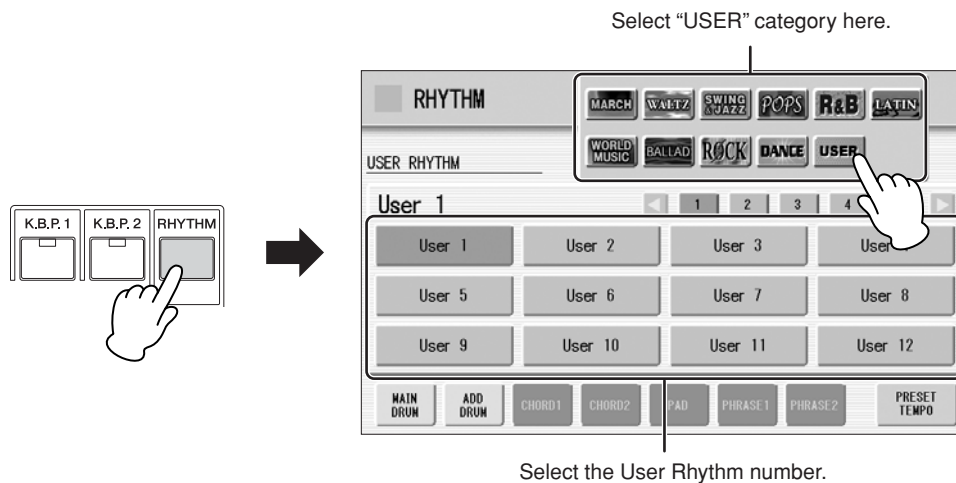 Select “USER” category here.
RHYTHM
MARCH WALTZ SWING & JAZZ POPS R&B LATIN
WORLD MUSIC BALLAD ROCK DANCE USER
USER RHYTHM
User 1
1 2 3 4
K.B.P. 1 K.B.P. 2 RHYTHM
User 1 User 2 User 3 User
User 5 User 6 User 7 User 8
User 9 User 10 User 11 User 12
MAIN DRUM ADD DRUM CHORD1 CHORD2 PAD PHRASE1 PHRASE2 PRESET TEMPO
Select the User Rhythm number.